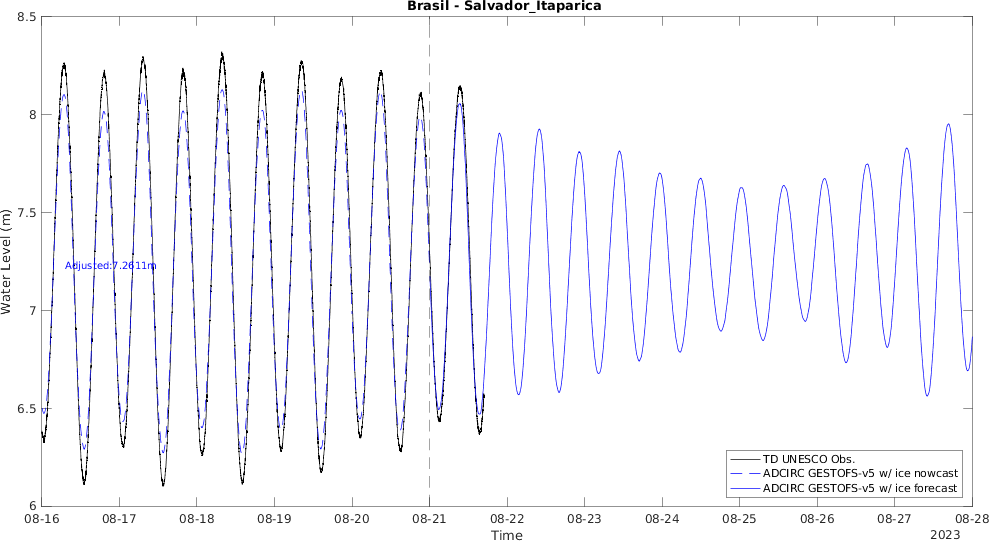 Brasil - Salvador_Itaparica
8.5
8
7.5
7
6.5
6
Water Level (m)
Adjusted:7.2611m
TD UNESCO Obs.
ADCIRC GESTOFS-v5 w/ ice nowcast
ADCIRC GESTOFS-v5 w/ ice forecast
08-16 08-17 08-18 08-19 08-20 08-21 08-22 08-23 08-24 08-25 08-26 08-27 08-28
Time
2023